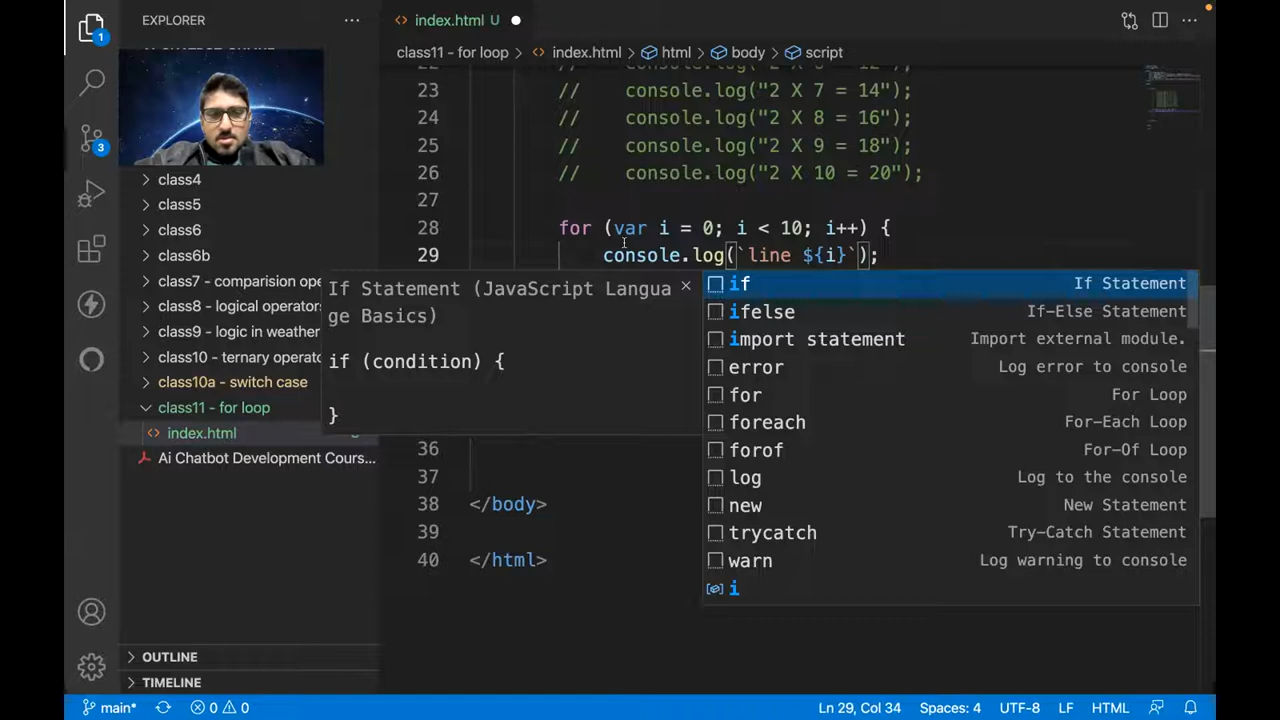 EXPLORER
index.html U
class11 - for loop > index.html > html > body > script
1
3
class4
class5
class6
class6b
class7 - comparision ope
class8 - logical operators
class9 - logic in weather
class10 - ternary operato
class10a - switch case
class11 - for loop
index.html
Ai Chatbot Development Cours...
OUTLINE
TIMELINE
23 // console.log("2 X 7 = 14");
24 // console.log("2 X 8 = 16");
25 // console.log("2 X 9 = 18");
26 // console.log("2 X 10 = 20");
27
28 for (var i = 0; i < 10; i++) {
29 console.log(`line ${i}`);
If Statement (JavaScript Langua
ge Basics)
if (condition) {
}
if If Statement
ifelse If-Else Statement
import statement Import external module.
error Log error to console
for For Loop
foreach For-Each Loop
forof For-Of Loop
log Log to the console
new New Statement
trycatch Try-Catch Statement
warn Log warning to console
i
36
37
38 </body>
39
40 </html>
main* 0 0 Ln 29, Col 34 Spaces: 4 UTF-8 LF HTML